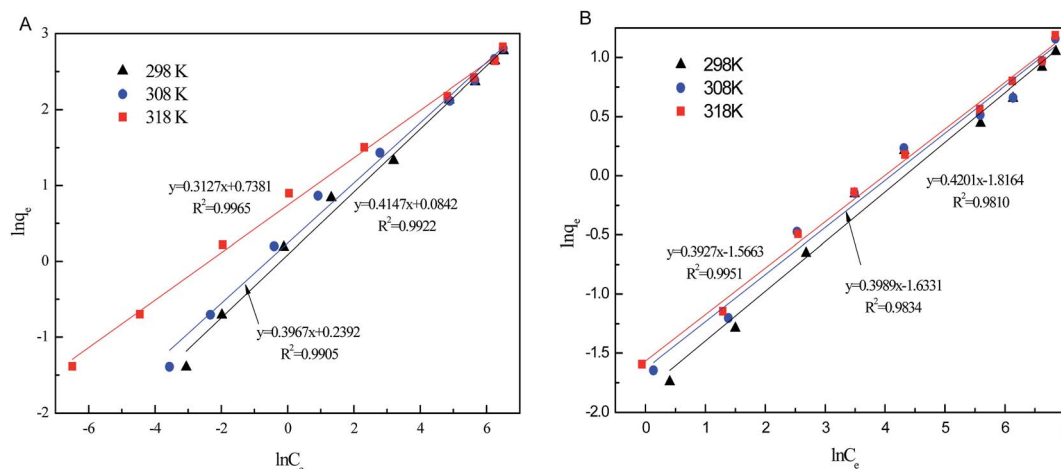 A
3
2
1
0
-1
-2
-6
-4
-2
0
2
4
6
lnq_e
lnC_e
298 K
308 K
318 K
y=0.3127x+0.7381
R²=0.9965
y=0.4147x+0.0842
R²=0.9922
y=0.3967x+0.2392
R²=0.9905
B
1.0
0.5
0.0
-0.5
-1.0
-1.5
-2.0
0
1
2
3
4
5
6
lnq_e
lnC_e
298K
308K
318K
y=0.4201x-1.8164
R²=0.9810
y=0.3927x-1.5663
R²=0.9951
y=0.3989x-1.6331
R²=0.9834